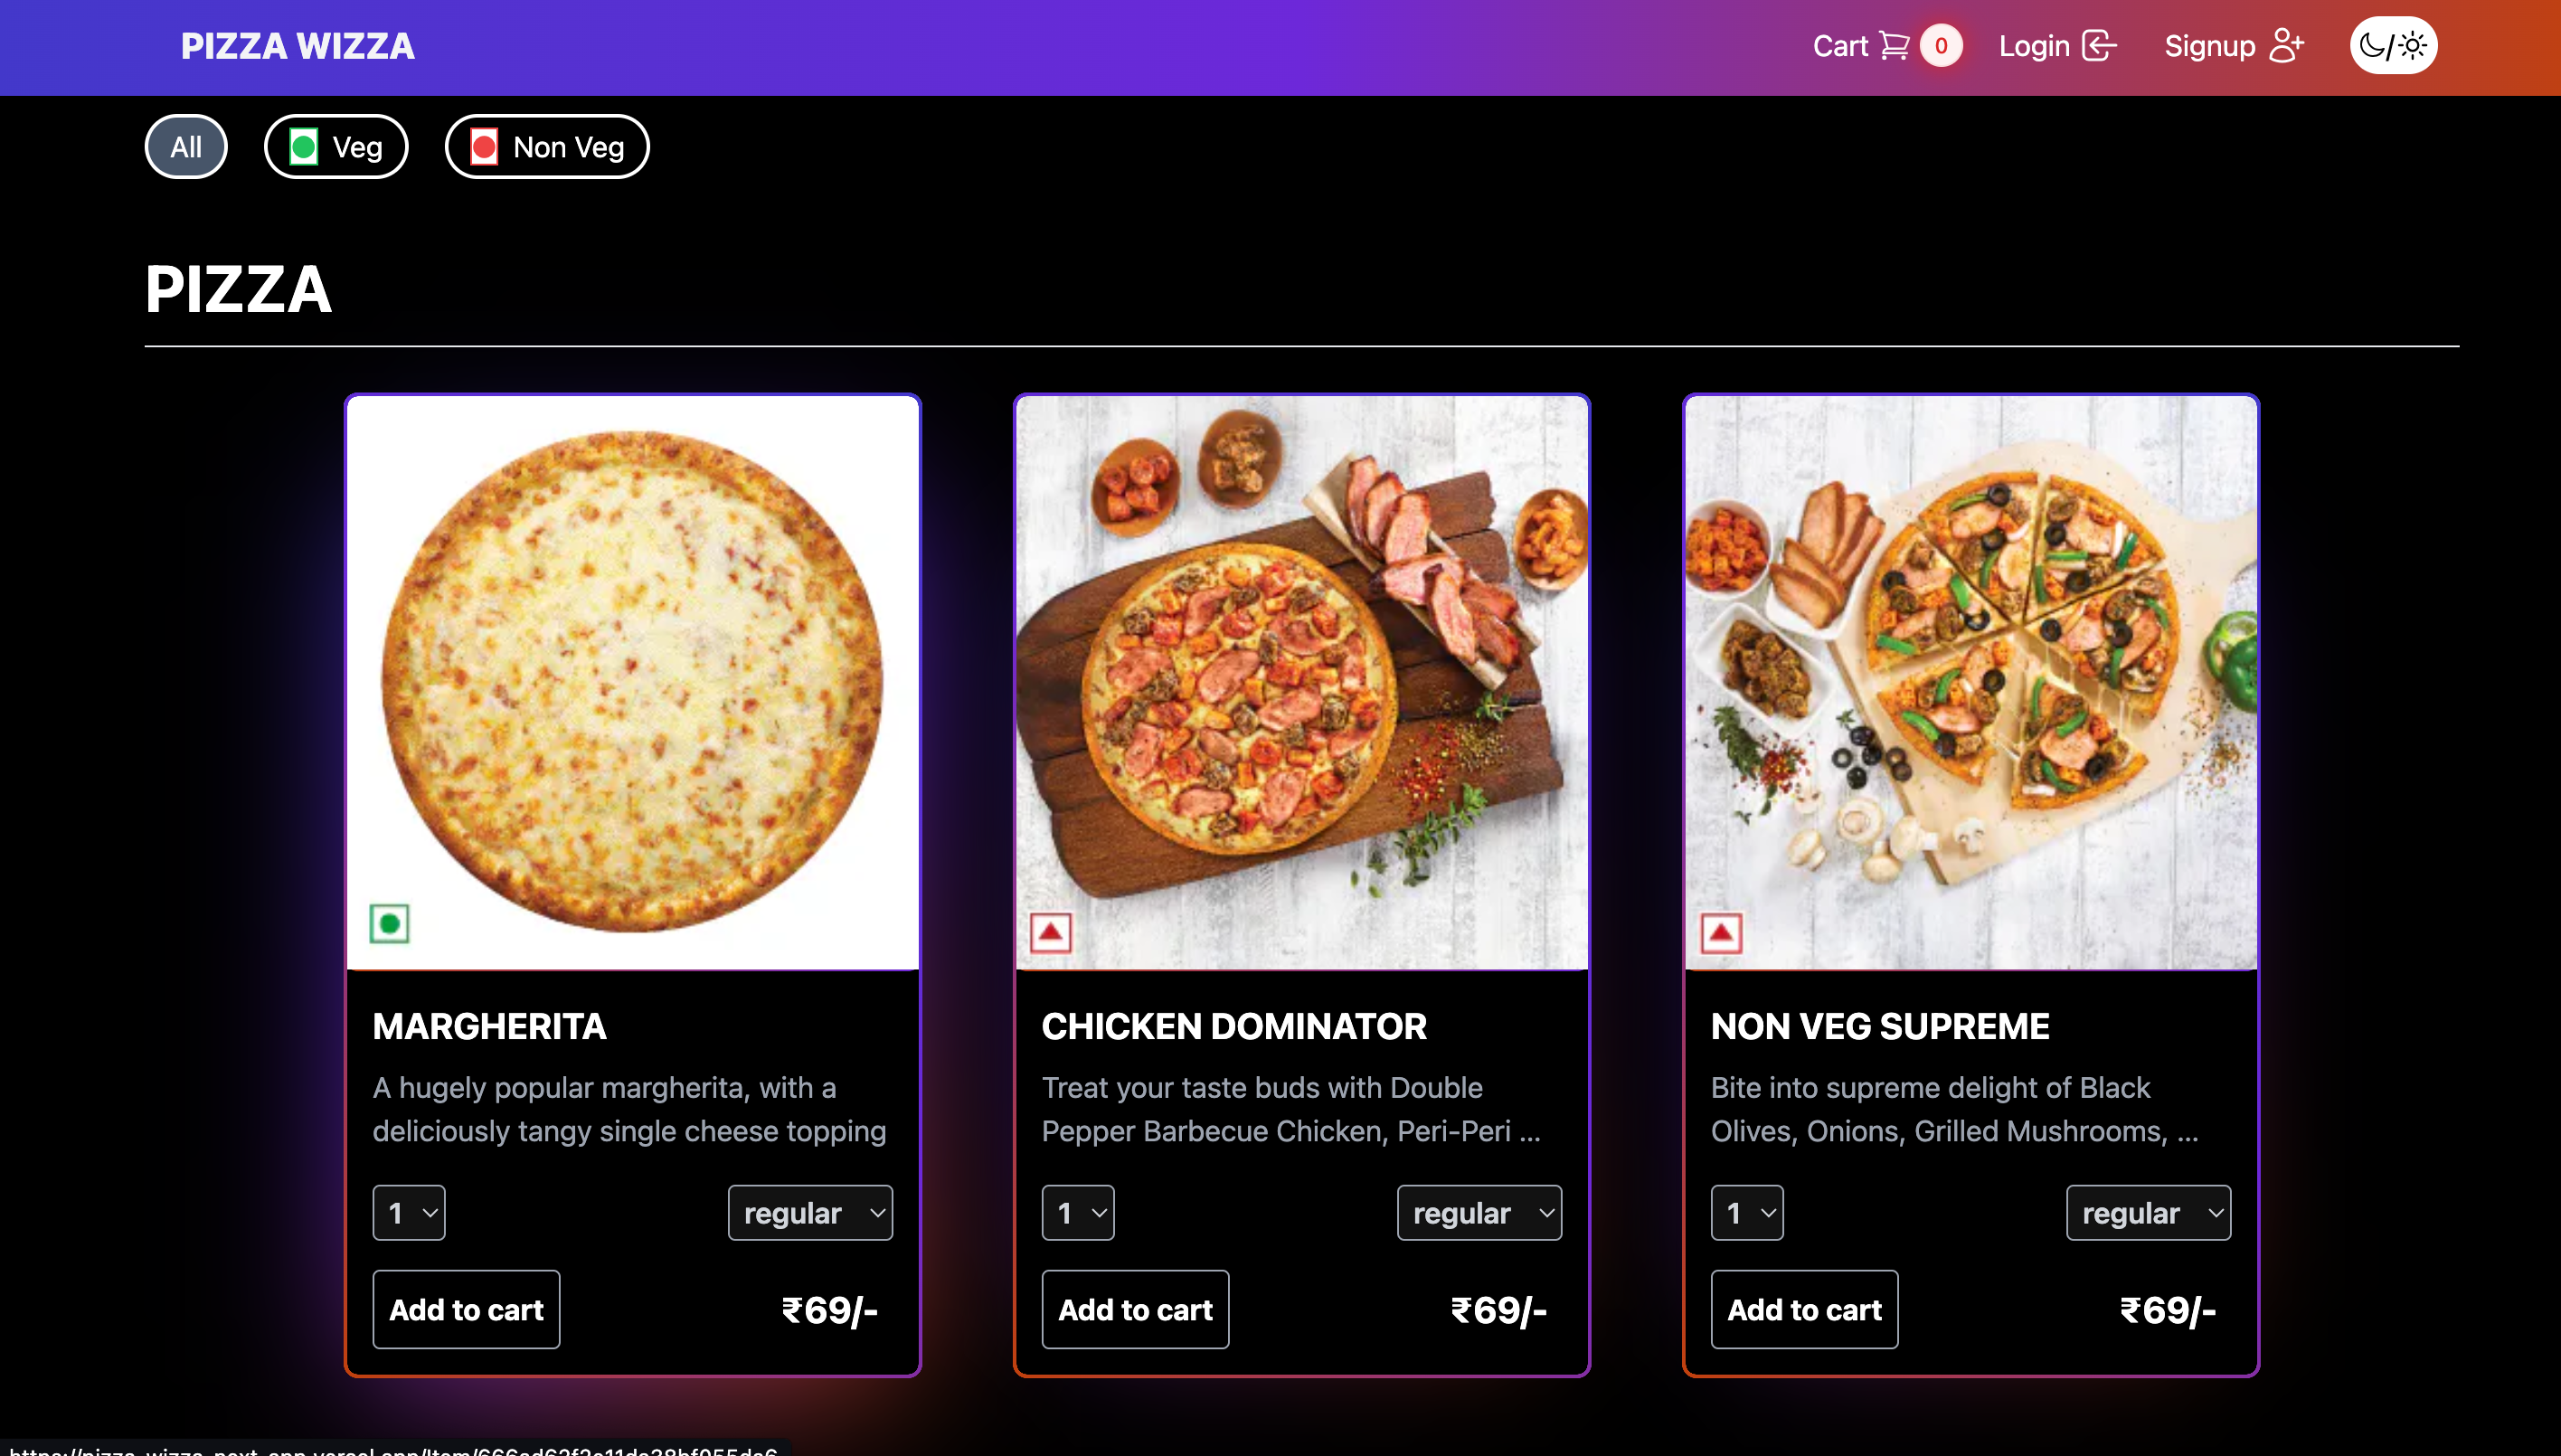 PIZZA WIZZA
Cart 0 Login Signup /
All Veg Non Veg
PIZZA
MARGHERITA
A hugely popular margherita, with a
deliciously tangy single cheese topping
1 regular
Add to cart ₹69/-
CHICKEN DOMINATOR
Treat your taste buds with Double
Pepper Barbecue Chicken, Peri-Peri ...
1 regular
Add to cart ₹69/-
NON VEG SUPREME
Bite into supreme delight of Black
Olives, Onions, Grilled Mushrooms, ...
1 regular
Add to cart ₹69/-